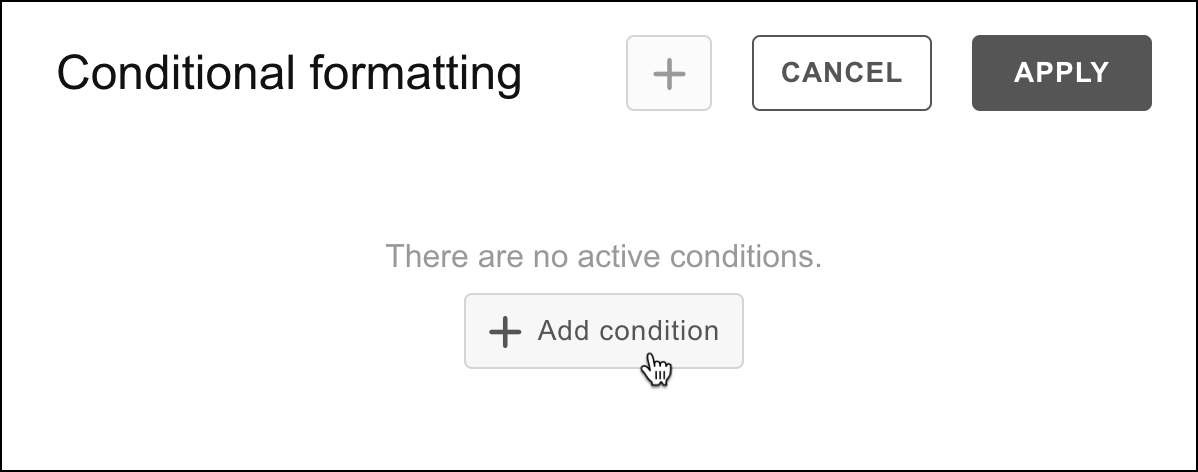 Conditional formatting
CANCEL
APPLY
There are no active conditions.
Add condition